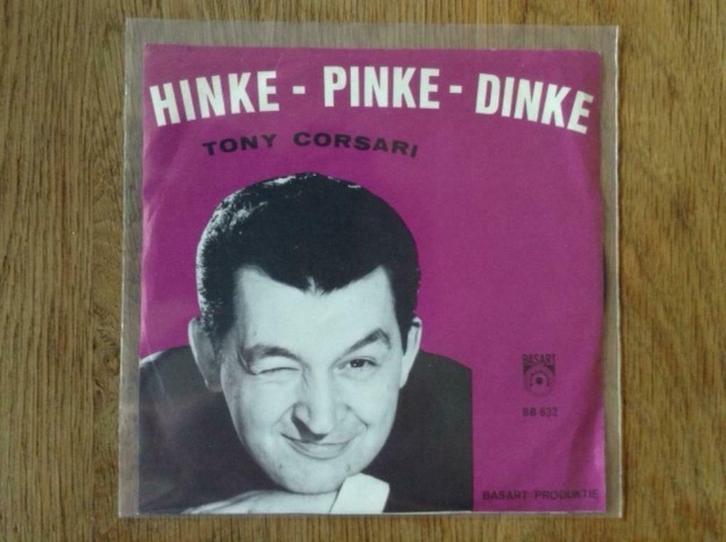 HINKE - PINKE - DINKE
TONY CORSARI
BASART
BB 632
BASART PRODUKTIE